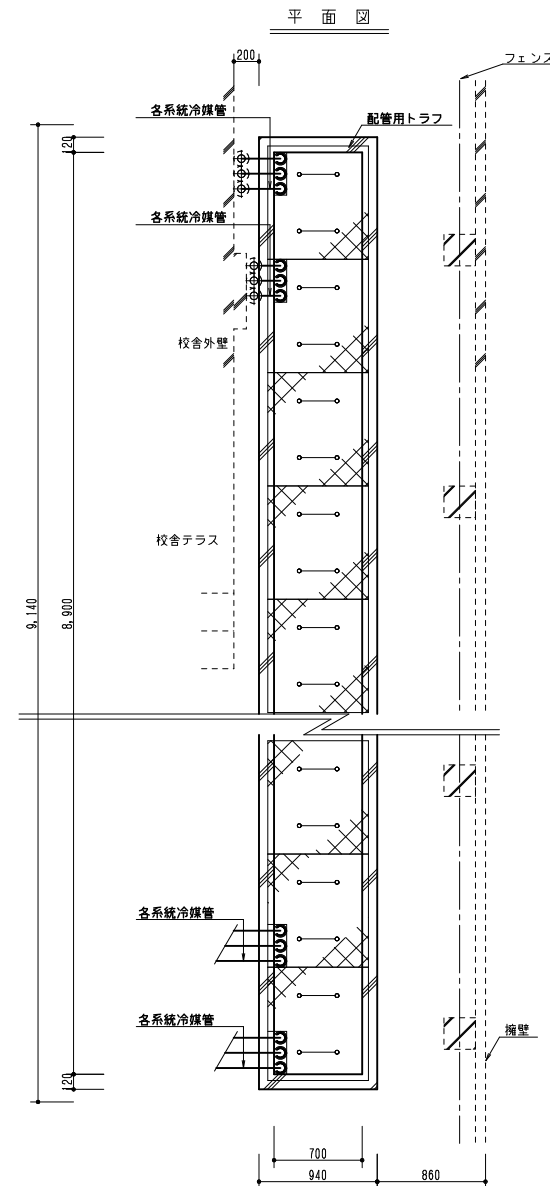 平面図
200
フェンス
各系統冷媒管
配管用トラフ
120
各系統冷媒管
校舎外壁
校舎テラス
9,140
8,900
各系統冷媒管
各系統冷媒管
擁壁
120
700
940
860